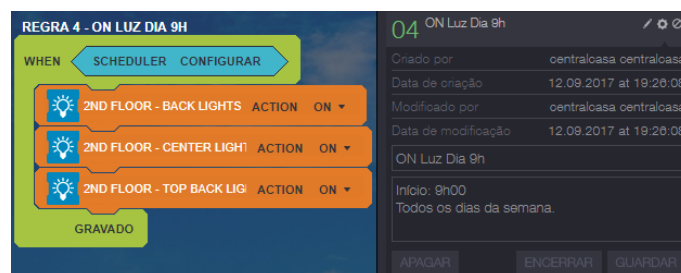 REGRA 4 - ON LUZ DIA 9H
WHEN SCHEDULER CONFIGURAR
2ND FLOOR - BACK LIGHTS ACTION ON
2ND FLOOR - CENTER LIGHT ACTION ON
2ND FLOOR - TOP BACK LIG ACTION ON
GRAVADO
04 ON Luz Dia 9h
Criado por centralcasa centralcasa
Data de criação 12.09.2017 at 19:26:08
Modificado por centralcasa centralcasa
Data de modificação 12.09.2017 at 19:26:08
ON Luz Dia 9h
Início: 9h00
Todos os dias da semana.
APAGAR ENCERRAR GUARDAR